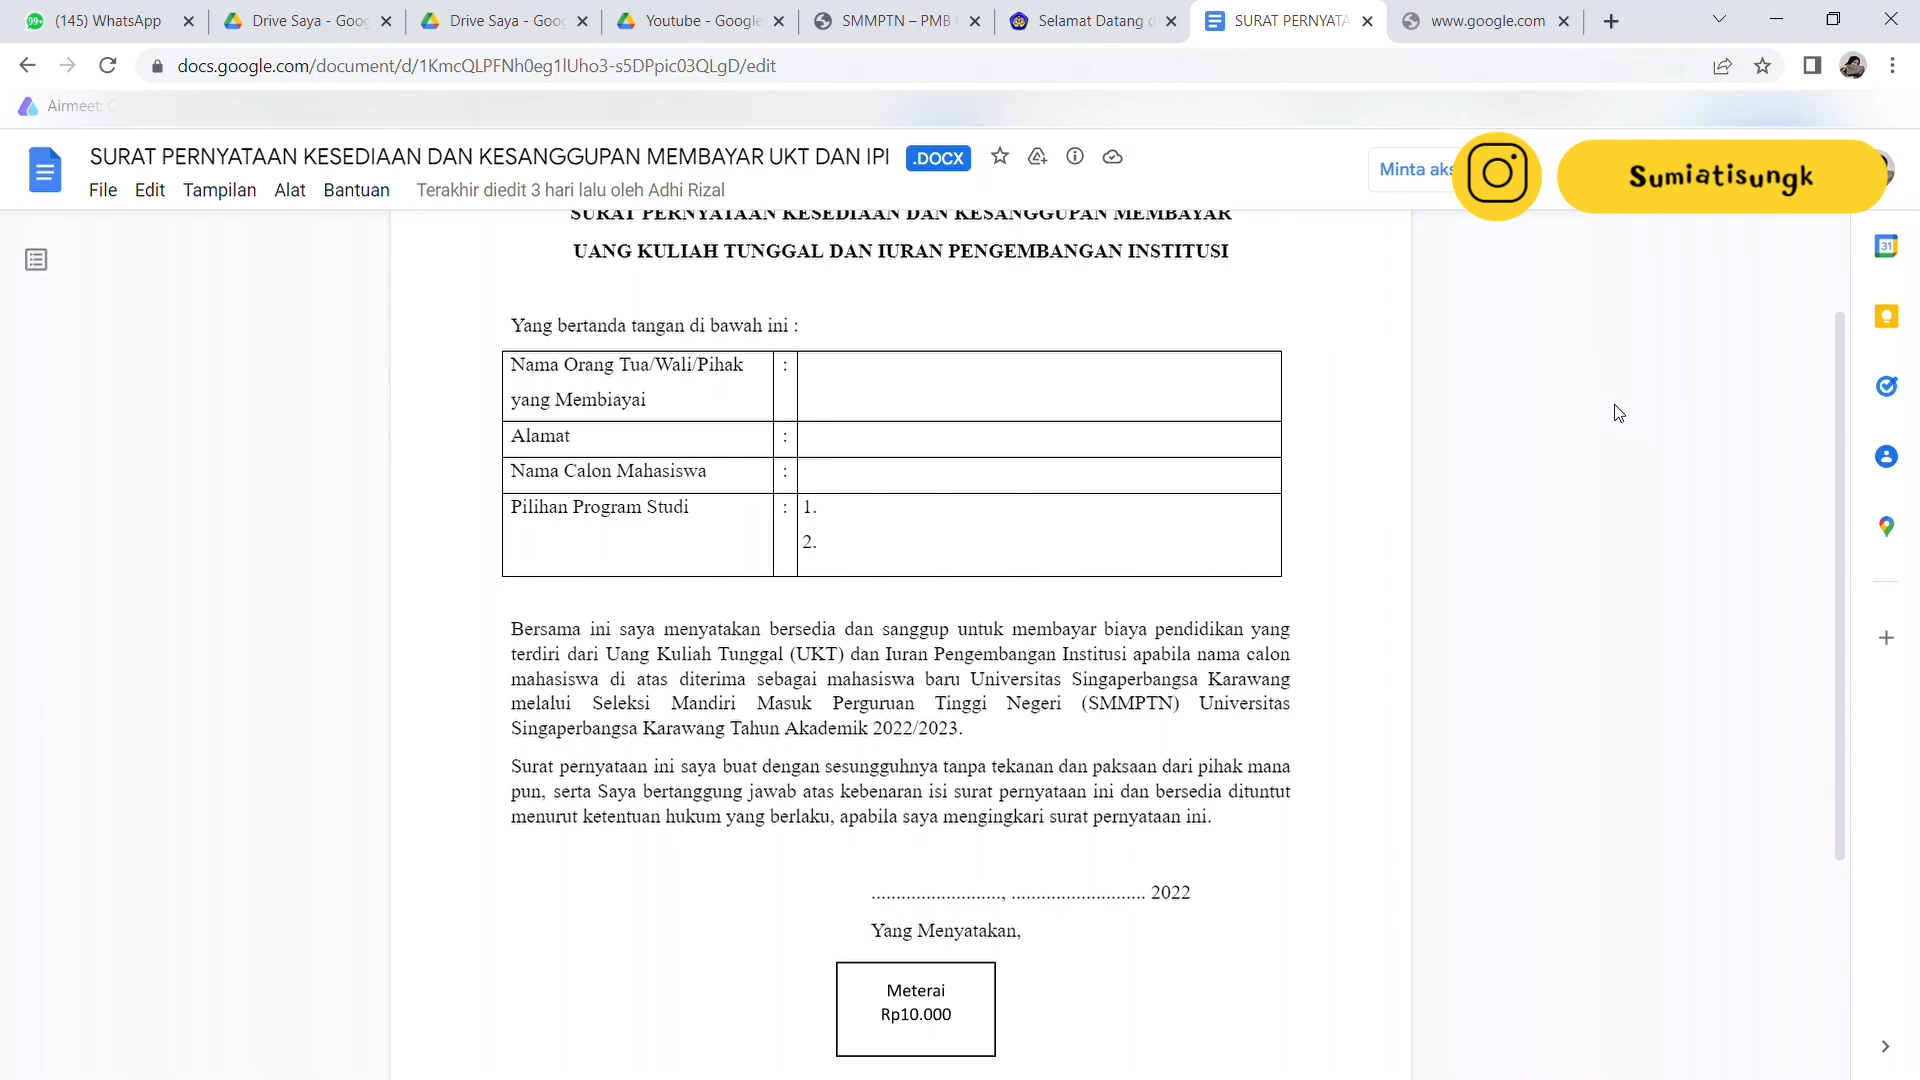 (145) WhatsApp
Drive Saya - Goog
Drive Saya - Goog
Youtube - Google
SMMPTN – PMB
Selamat Datang d
SURAT PERNYATA
www.google.com
docs.google.com/document/d/1KmcQLPFNh0eg1lUho3-s5DPpic03QLgD/edit
Airmeet: C
SURAT PERNYATAAN KESEDIAAN DAN KESANGGUPAN MEMBAYAR UKT DAN IPI .DOCX
File Edit Tampilan Alat Bantuan Terakhir diedit 3 hari lalu oleh Adhi Rizal
Minta aks
Sumiatisungk
31
SURAT PERNYATAAN KESEDIAAN DAN KESANGGUPAN MEMBAYAR
UANG KULIAH TUNGGAL DAN IURAN PENGEMBANGAN INSTITUSI
Yang bertanda tangan di bawah ini :
Nama Orang Tua/Wali/Pihak :
yang Membiayai
Alamat :
Nama Calon Mahasiswa :
Pilihan Program Studi : 1.
2.
Bersama ini saya menyatakan bersedia dan sanggup untuk membayar biaya pendidikan yang
terdiri dari Uang Kuliah Tunggal (UKT) dan Iuran Pengembangan Institusi apabila nama calon
mahasiswa di atas diterima sebagai mahasiswa baru Universitas Singaperbangsa Karawang
melalui Seleksi Mandiri Masuk Perguruan Tinggi Negeri (SMMPTN) Universitas
Singaperbangsa Karawang Tahun Akademik 2022/2023.
Surat pernyataan ini saya buat dengan sesungguhnya tanpa tekanan dan paksaan dari pihak mana
pun, serta Saya bertanggung jawab atas kebenaran isi surat pernyataan ini dan bersedia dituntut
menurut ketentuan hukum yang berlaku, apabila saya mengingkari surat pernyataan ini.
.........................., ........................... 2022
Yang Menyatakan,
Meterai
Rp10.000